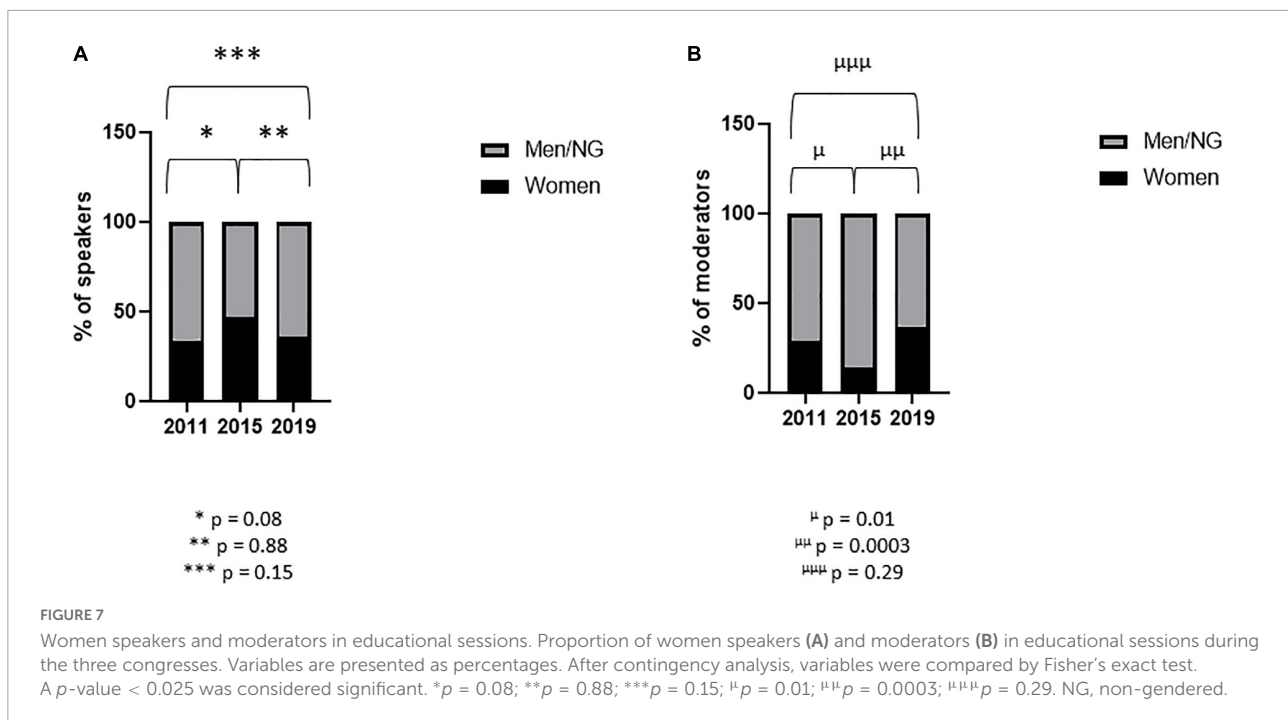 A
***
* **
150
100
50
0
% of speakers
2011 2015 2019
Men/NG
Women
* p = 0.08
** p = 0.88
*** p = 0.15
B
µµµ
µ µµ
150
100
50
0
% of moderators
2011 2015 2019
Men/NG
Women
µ p = 0.01
µµ p = 0.0003
µµµ p = 0.29
FIGURE 7
Women speakers and moderators in educational sessions. Proportion of women speakers (A) and moderators (B) in educational sessions during
the three congresses. Variables are presented as percentages. After contingency analysis, variables were compared by Fisher’s exact test.
A p-value < 0.025 was considered significant. *p = 0.08; **p = 0.88; ***p = 0.15; µp = 0.01; µµp = 0.0003; µµµp = 0.29. NG, non-gendered.